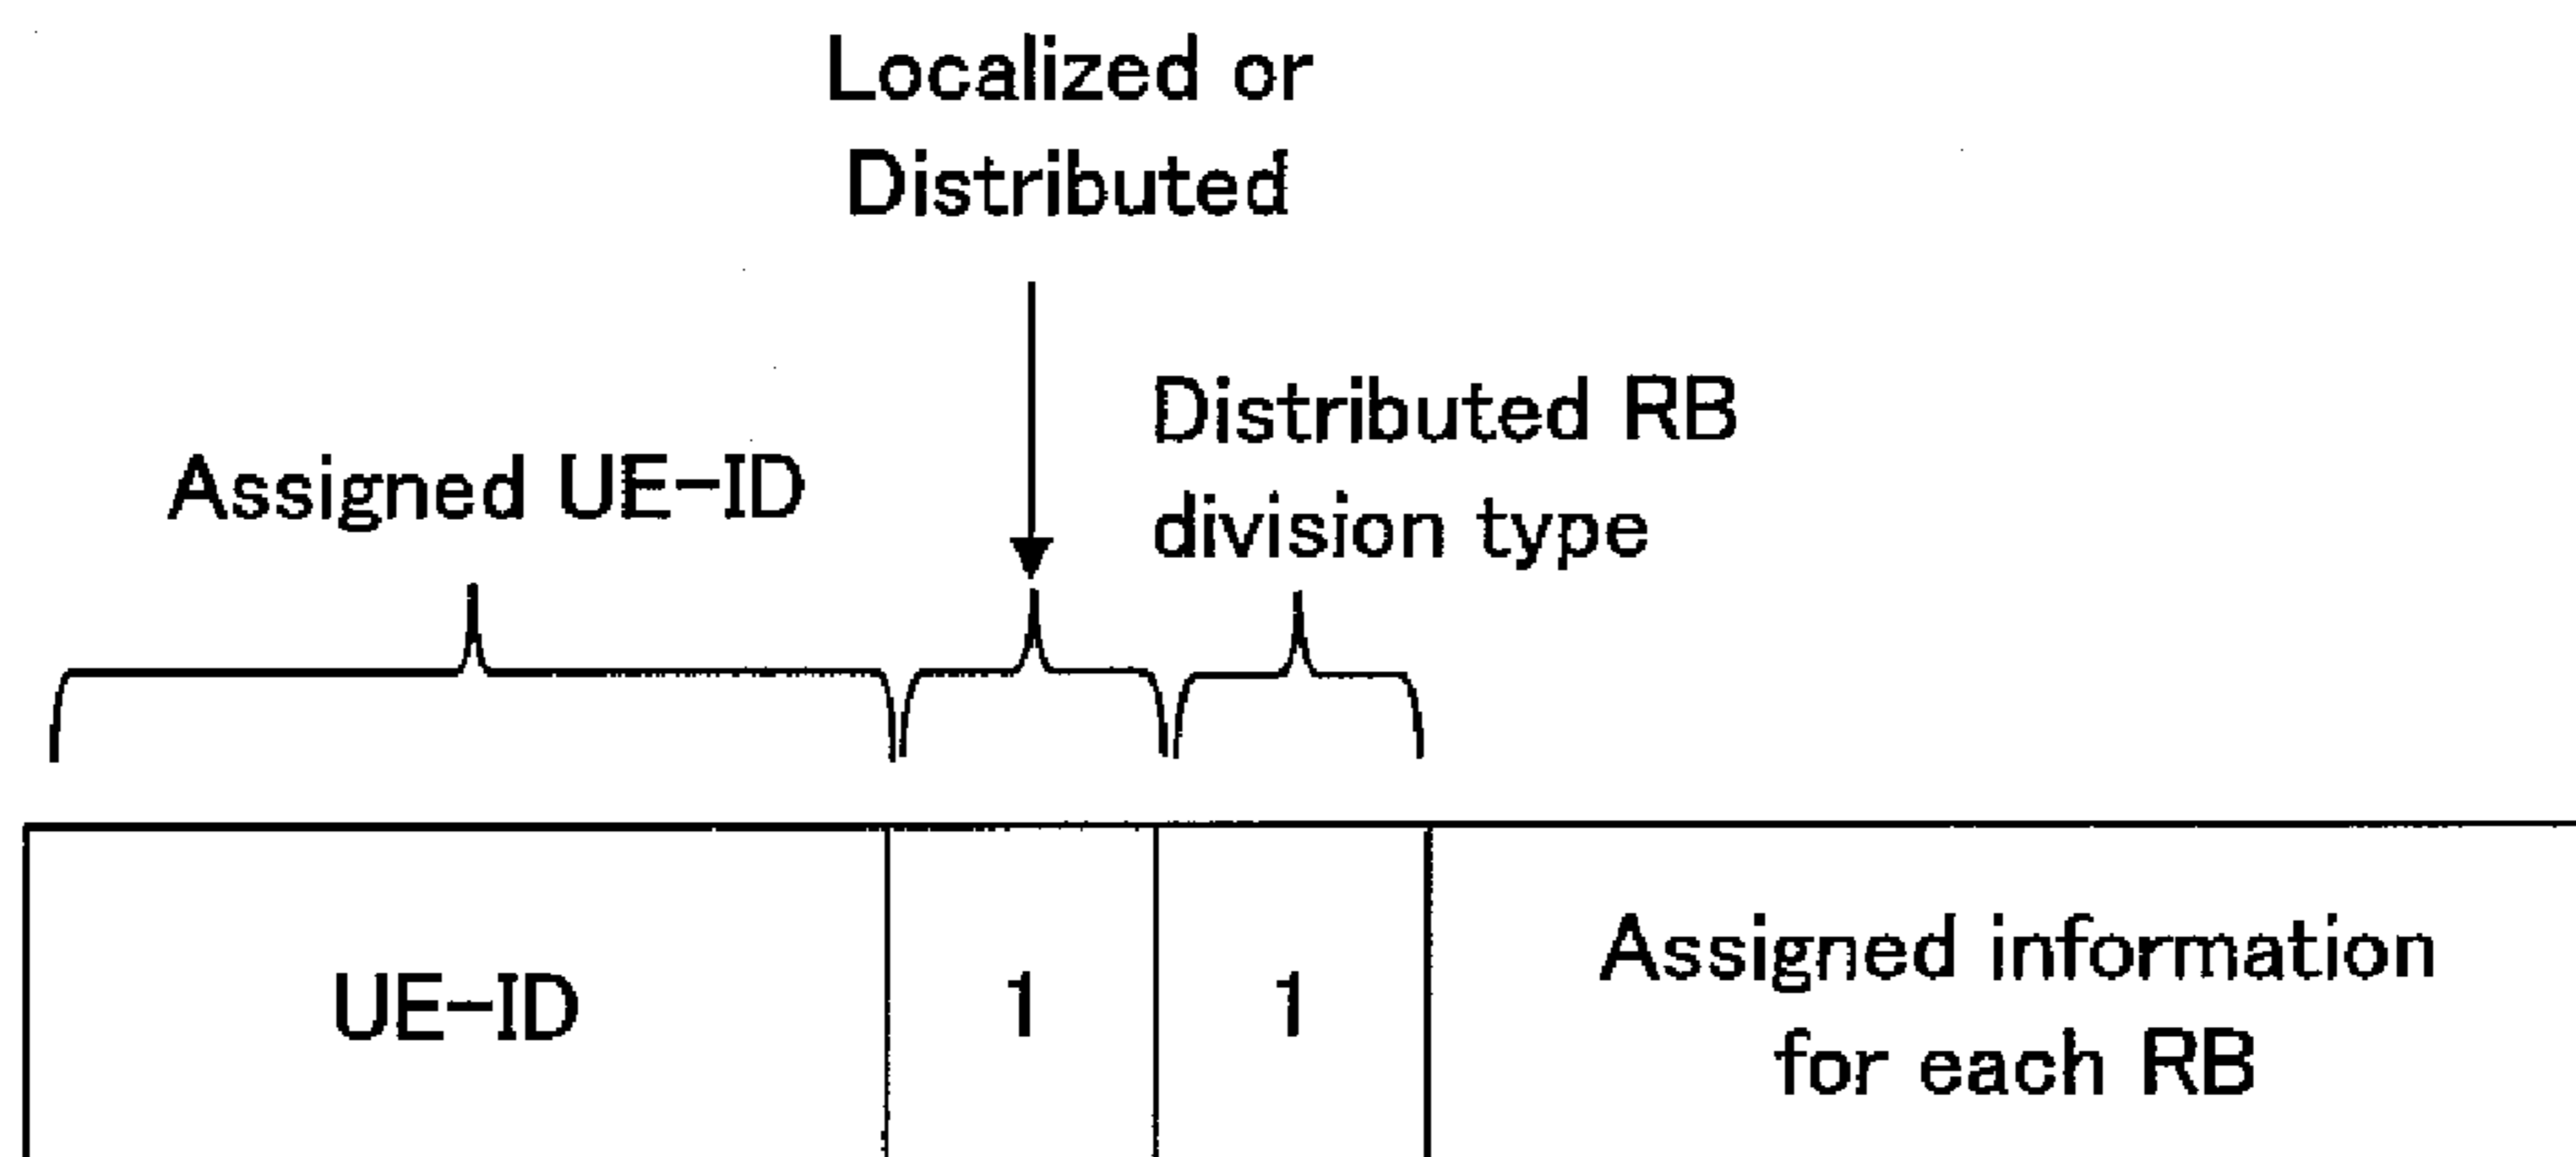 Localized or
Distributed
Distributed RB
division type
Assigned UE-ID
UE-ID
1
1
Assigned information
for each RB